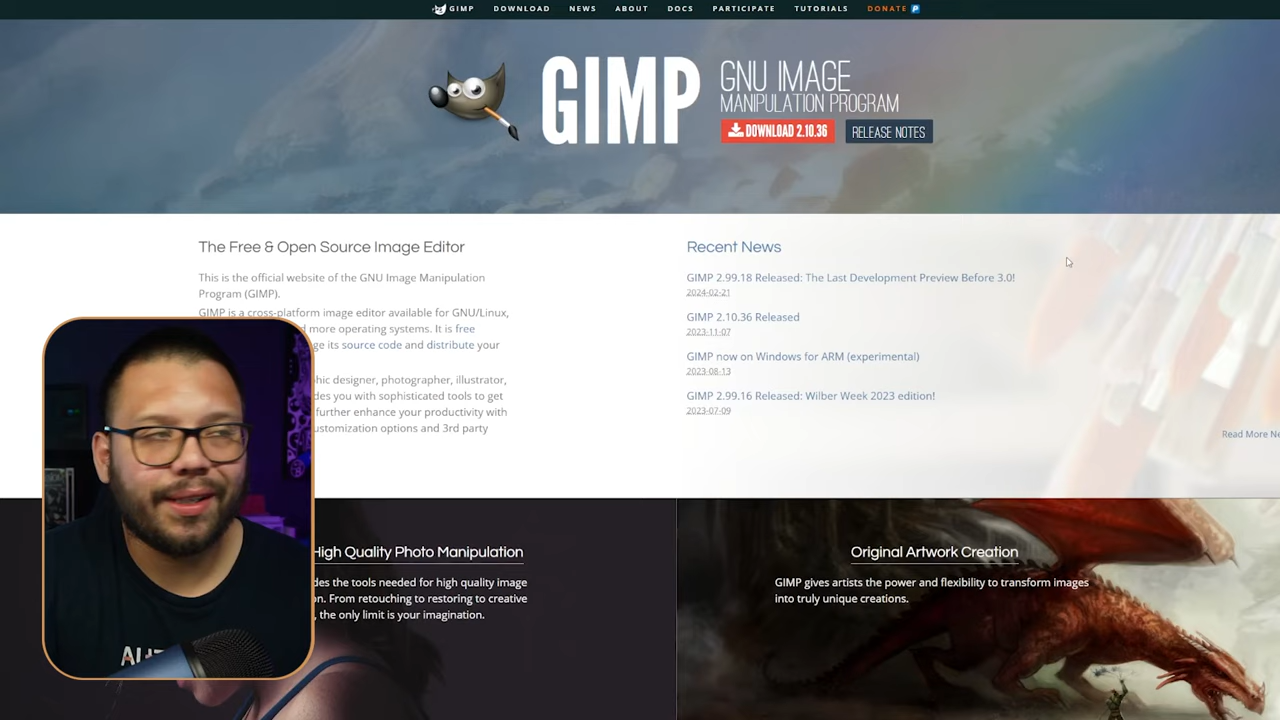 GIMP DOWNLOAD NEWS ABOUT DOCS PARTICIPATE TUTORIALS DONATE
GIMP
GNU IMAGE
MANIPULATION PROGRAM
DOWNLOAD 2.10.36
RELEASE NOTES
The Free & Open Source Image Editor
This is the official website of the GNU Image Manipulation
Program (GIMP).
GIMP is a cross-platform image editor available for GNU/Linux,
d more operating systems. It is free
ge its source code and distribute your
hic designer, photographer, illustrator,
des you with sophisticated tools to get
further enhance your productivity with
ustomization options and 3rd party
Recent News
GIMP 2.99.18 Released: The Last Development Preview Before 3.0!
2024-02-21
GIMP 2.10.36 Released
2023-11-07
GIMP now on Windows for ARM (experimental)
2023-08-13
GIMP 2.99.16 Released: Wilber Week 2023 edition!
2023-07-09
Read More Ne
High Quality Photo Manipulation
des the tools needed for high quality image
on. From retouching to restoring to creative
, the only limit is your imagination.
Original Artwork Creation
GIMP gives artists the power and flexibility to transform images
into truly unique creations.